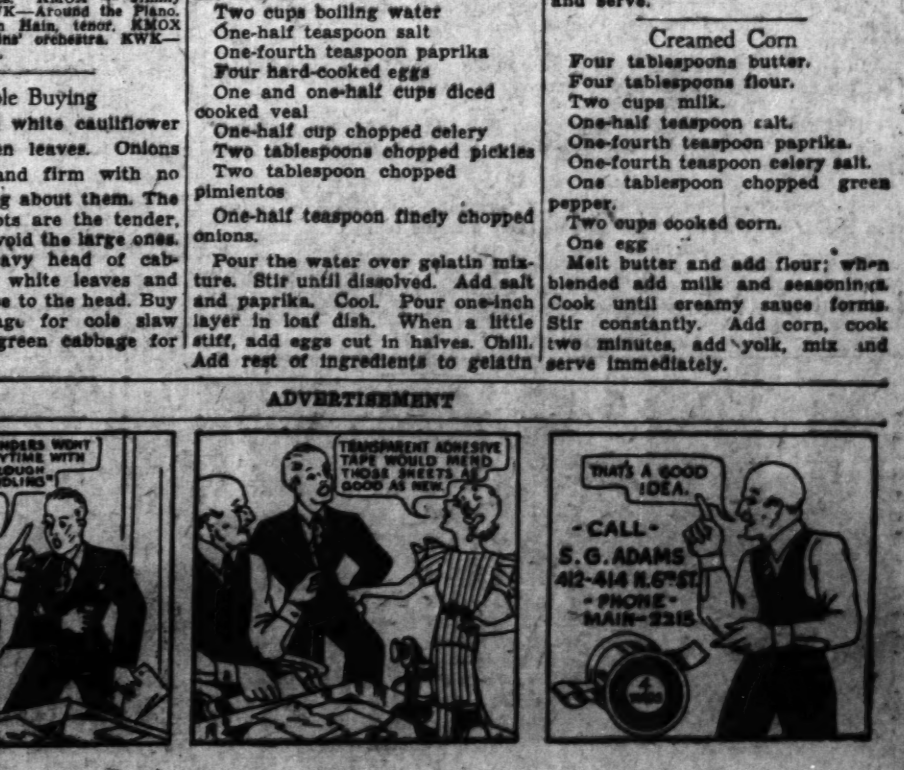 WK—Around the Piano.
Hain, tenor. KMOX
orchestra. KWK—
Buying
white cauliflower
leaves. Onions
and firm with no
about them. The
are the tender,
the large ones.
head of cab-
white leaves and
to the head. Buy
for cole slaw
green cabbage for
Two cups boiling water
One-half teaspoon salt
One-fourth teaspoon paprika
Four hard-cooked eggs
One and one-half cups diced
cooked veal
One-half cup chopped celery
Two tablespoons chopped pickles
Two tablespoon chopped
pimientos
One-half teaspoon finely chopped
onions.
Pour the water over gelatin mix-
ture. Stir until dissolved. Add salt
and paprika. Cool. Pour one-inch
layer in loaf dish. When a little
stiff, add eggs cut in halves. Chill.
Add rest of ingredients to gelatin
and serve.
Creamed Corn
Four tablespoons butter.
Four tablespoons flour.
Two cups milk.
One-half teaspoon salt.
One-fourth teaspoon paprika.
One-fourth teaspoon celery salt.
One tablespoon chopped green
pepper.
Two cups cooked corn.
One egg
Melt butter and add flour; when
blended add milk and seasonings.
Cook until creamy sauce forms.
Stir constantly. Add corn, cook
two minutes, add yolk, mix and
serve immediately.
ADVERTISEMENT
WONT
WITH
TRANSPARENT ADHESIVE
TAPE WOULD MEND
THOSE SHEETS AS
GOOD AS NEW.
THAT'S A GOOD
IDEA.
- CALL -
S.G. ADAMS
412-414 N. 6TH ST.
- PHONE -
MAIN-2215